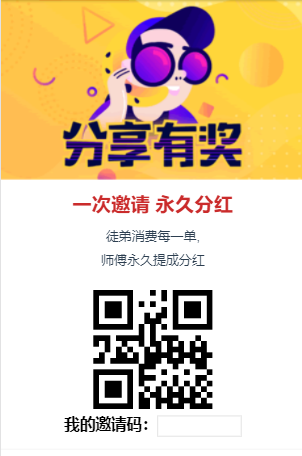 分享有奖
一次邀请 永久分红
徒弟消费每一单,
师傅永久提成分红
我的邀请码：